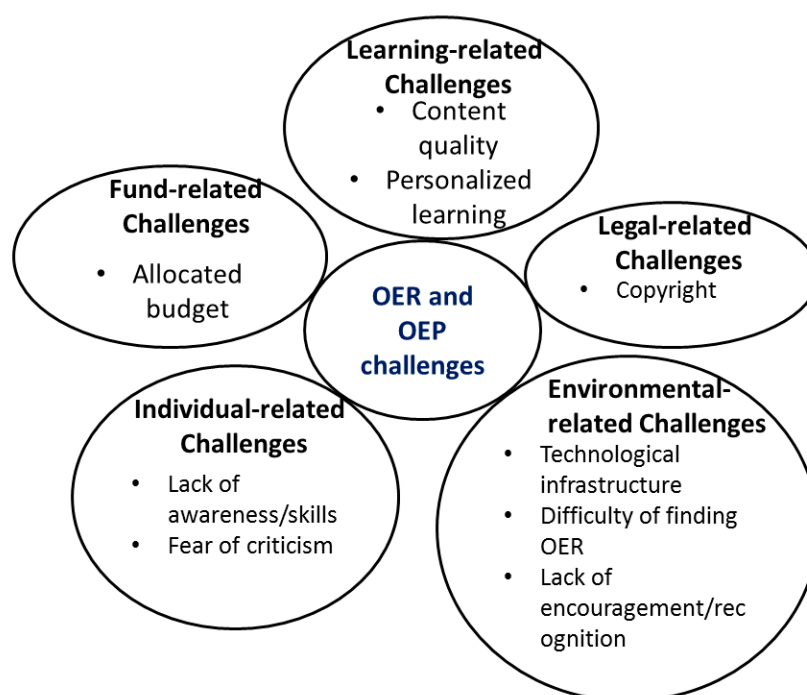 Learning-related
Challenges
• Content
quality
• Personalized
learning
Fund-related
Challenges
• Allocated
budget
Legal-related
Challenges
• Copyright
OER and
OEP
challenges
Individual-related
Challenges
• Lack of
awareness/skills
• Fear of criticism
Environmental-
related Challenges
• Technological
infrastructure
• Difficulty of finding
OER
• Lack of
encouragement/rec
ognition